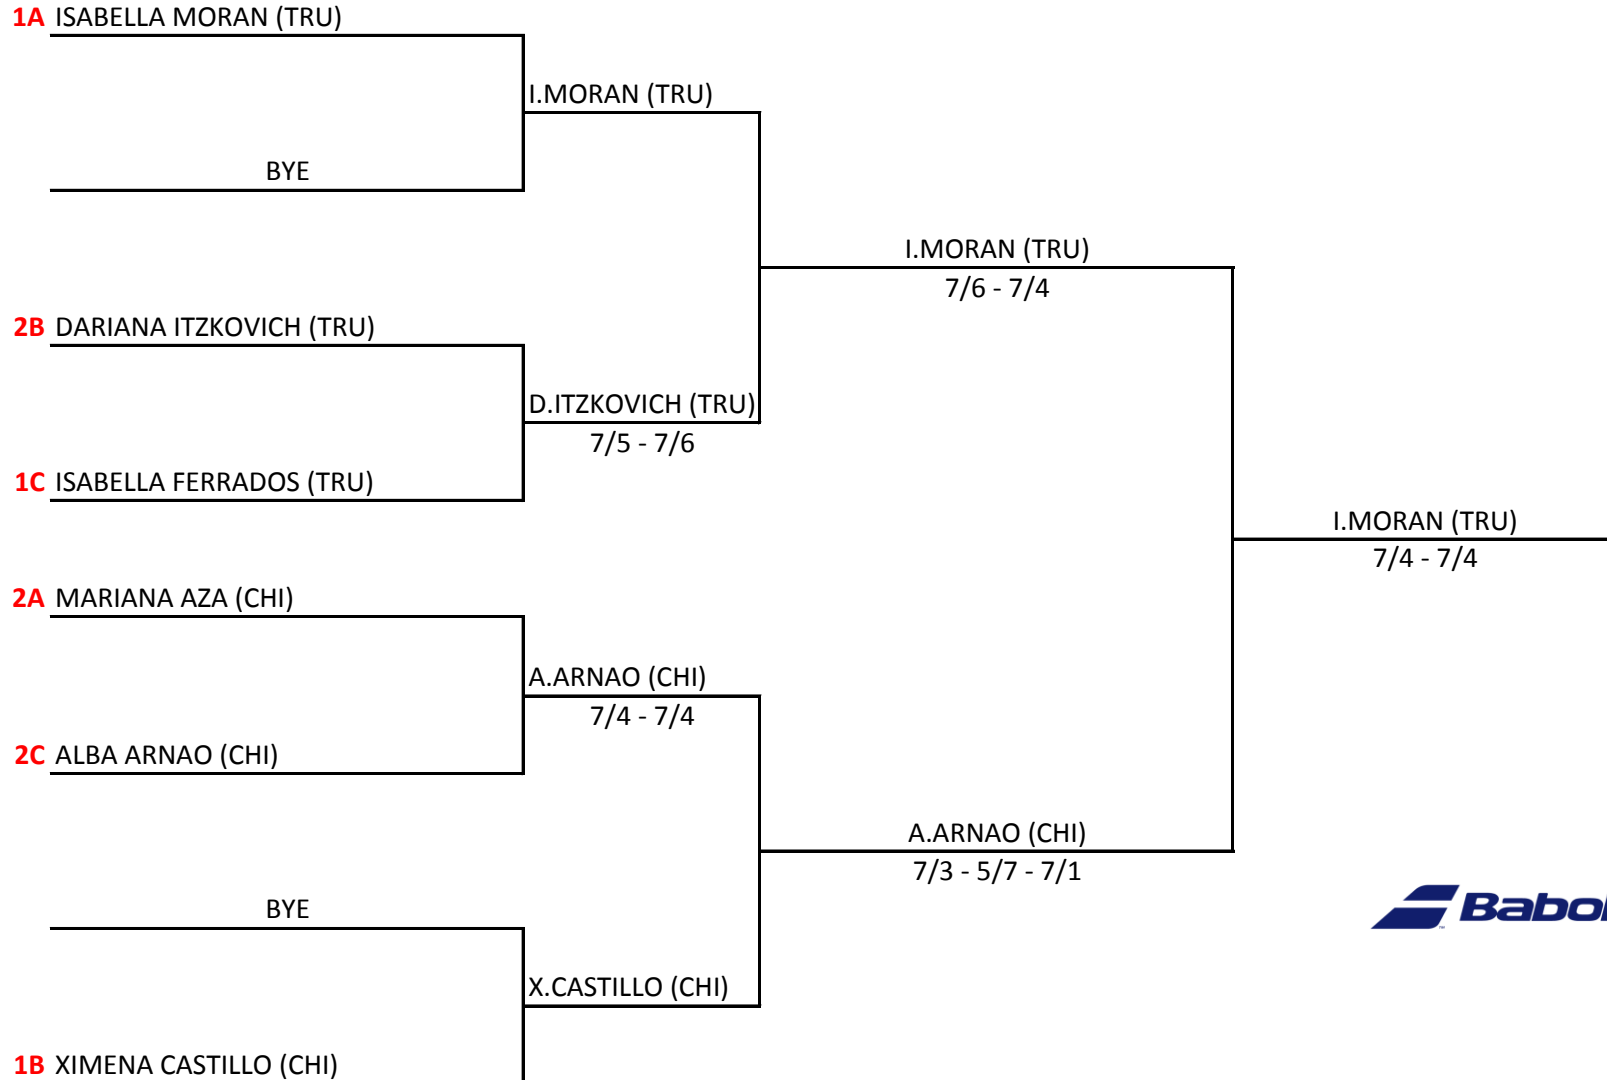 1A ISABELLA MORAN (TRU)
I.MORAN (TRU)
BYE
I.MORAN (TRU)
7/6 - 7/4
2B DARIANA ITZKOVICH (TRU)
D.ITZKOVICH (TRU)
7/5 - 7/6
1C ISABELLA FERRADOS (TRU)
I.MORAN (TRU)
7/4 - 7/4
2A MARIANA AZA (CHI)
A.ARNAO (CHI)
7/4 - 7/4
2C ALBA ARNAO (CHI)
A.ARNAO (CHI)
7/3 - 5/7 - 7/1
BYE
X.CASTILLO (CHI)
1B XIMENA CASTILLO (CHI)